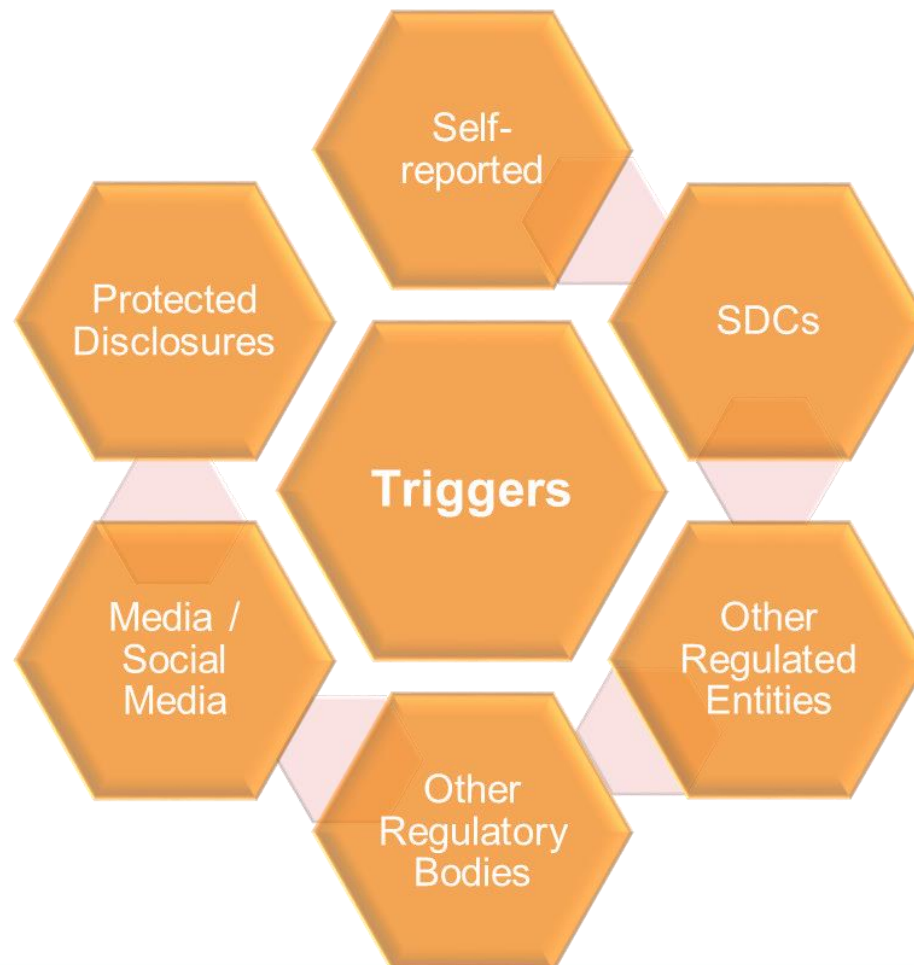 Self-
reported
Protected
Disclosures
SDCs
Triggers
Media /
Social
Media
Other
Regulated
Entities
Other
Regulatory
Bodies